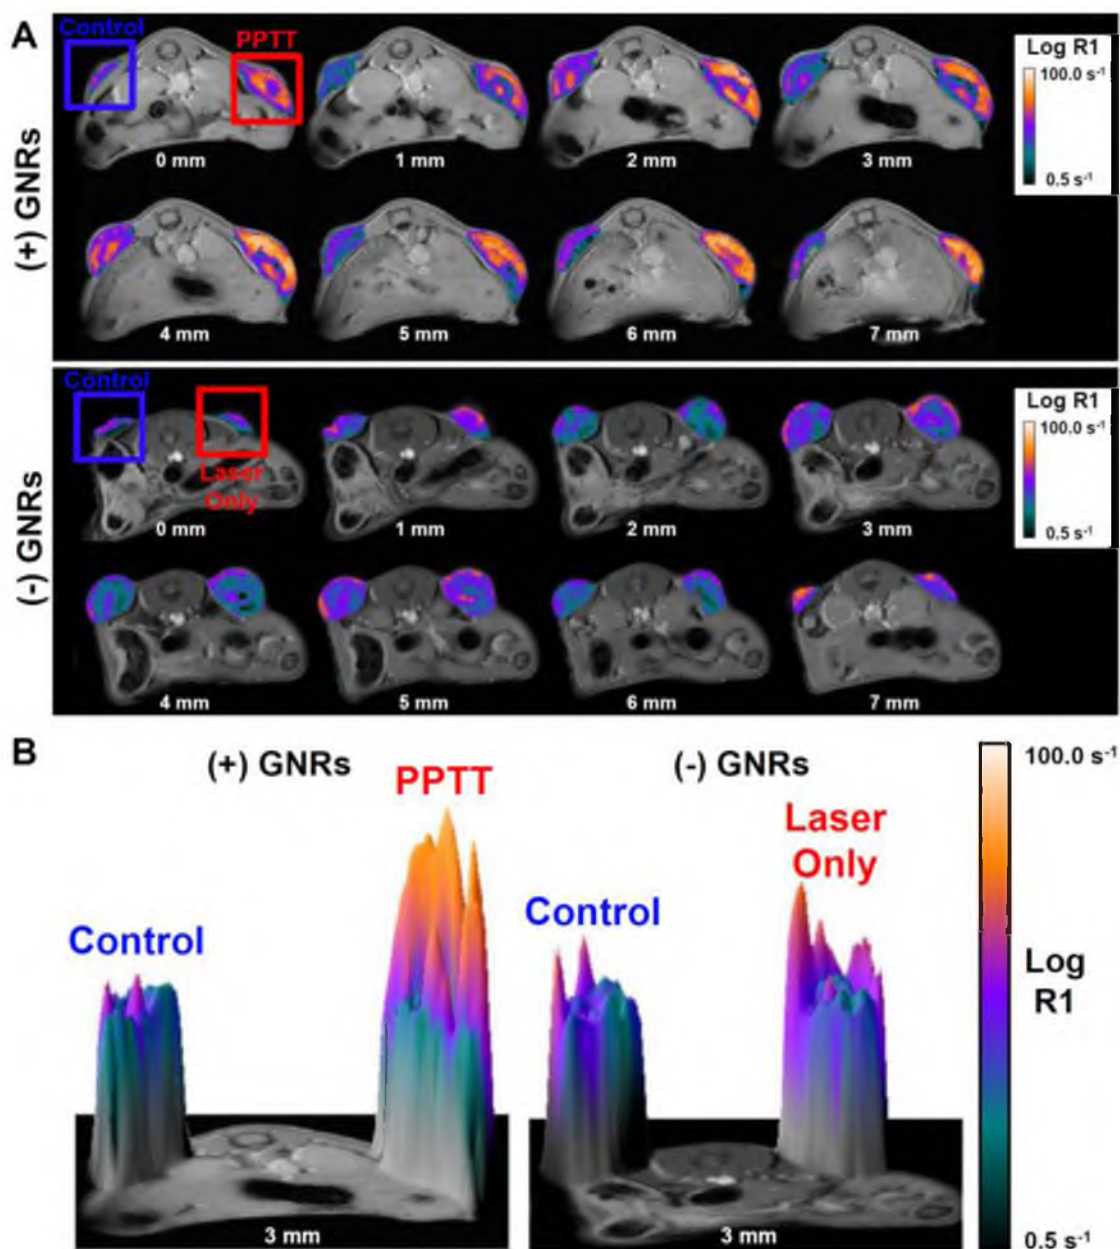 A
(+) GNRs
Control
PPTT
Log R1
100.0 s-1
0.5 s-1
0 mm
1 mm
2 mm
3 mm
4 mm
5 mm
6 mm
7 mm
(-) GNRs
Control
Laser
Only
Log R1
100.0 s-1
0.5 s-1
0 mm
1 mm
2 mm
3 mm
4 mm
5 mm
6 mm
7 mm
B
(+) GNRs
PPTT
Control
3 mm
(-) GNRs
Laser
Only
Control
3 mm
100.0 s-1
Log
R1
0.5 s-1